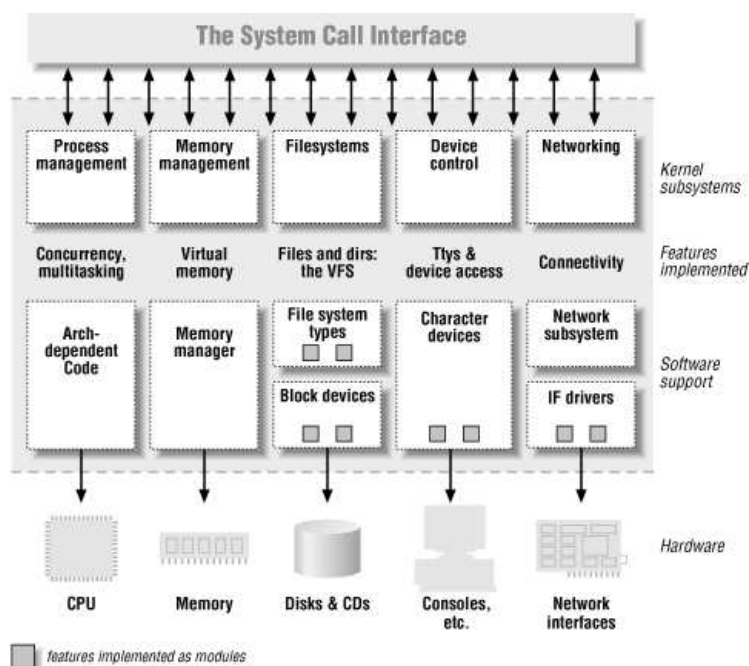 The System Call Interface
Process
management
Memory
management
Filesystems
Device
control
Networking
Kernel
subsystems
Concurrency,
multitasking
Virtual
memory
Files and dirs:
the VFS
Ttys &
device access
Connectivity
Features
implemented
Arch-
dependent
Code
Memory
manager
File system
types
Block devices
Character
devices
Network
subsystem
IF drivers
Software
support
CPU
Memory
Disks & CDs
Consoles,
etc.
Network
interfaces
Hardware
features implemented as modules